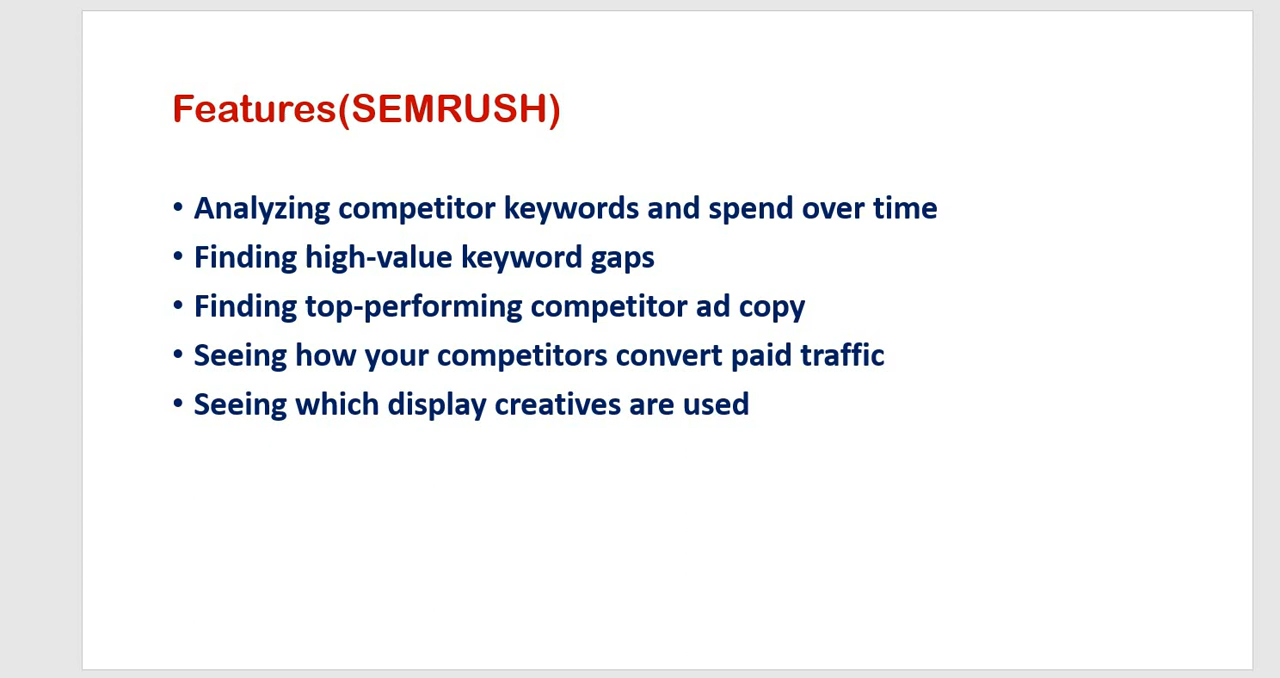 Features(SEMRUSH)
• Analyzing competitor keywords and spend over time
• Finding high-value keyword gaps
• Finding top-performing competitor ad copy
• Seeing how your competitors convert paid traffic
• Seeing which display creatives are used